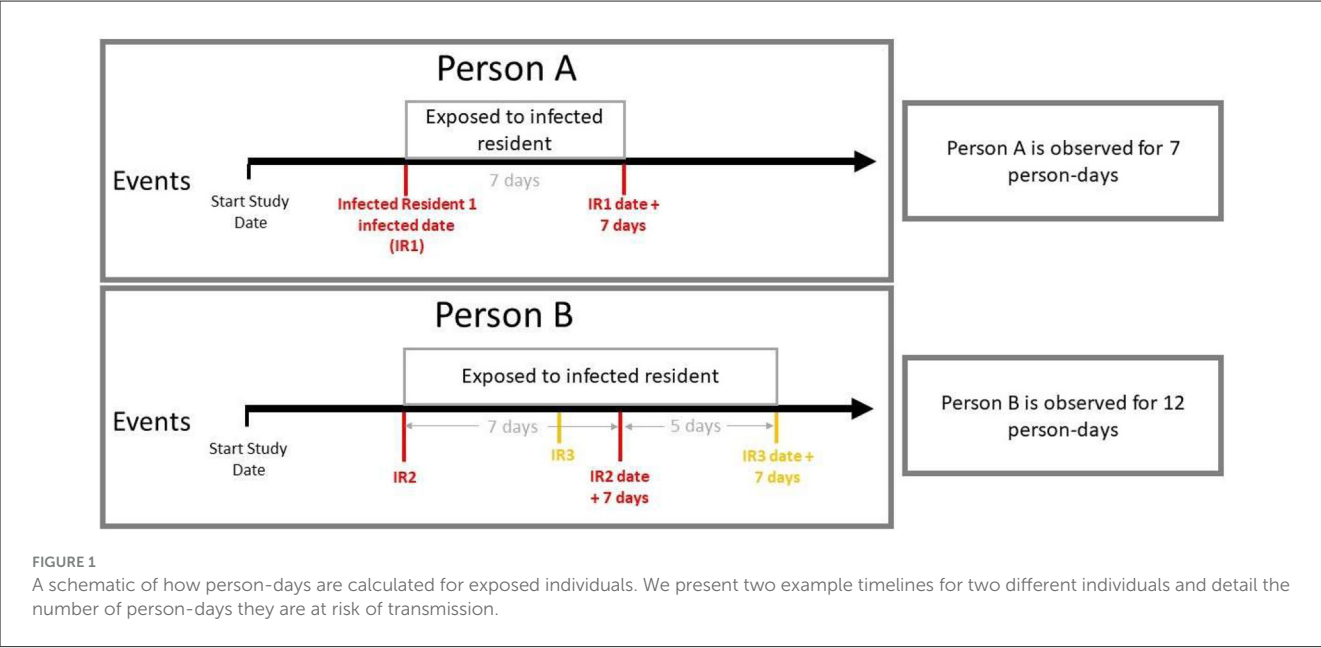 Person A
Exposed to infected
resident
Events
7 days
Start Study
Date
Infected Resident 1
infected date
(IR1)
IR1 date +
7 days
Person A is observed for 7
person-days
Person B
Exposed to infected resident
Events
7 days
5 days
Start Study
Date
IR2
IR3
IR2 date
+ 7 days
IR3 date +
7 days
Person B is observed for 12
person-days
FIGURE 1
A schematic of how person-days are calculated for exposed individuals. We present two example timelines for two different individuals and detail the
number of person-days they are at risk of transmission.